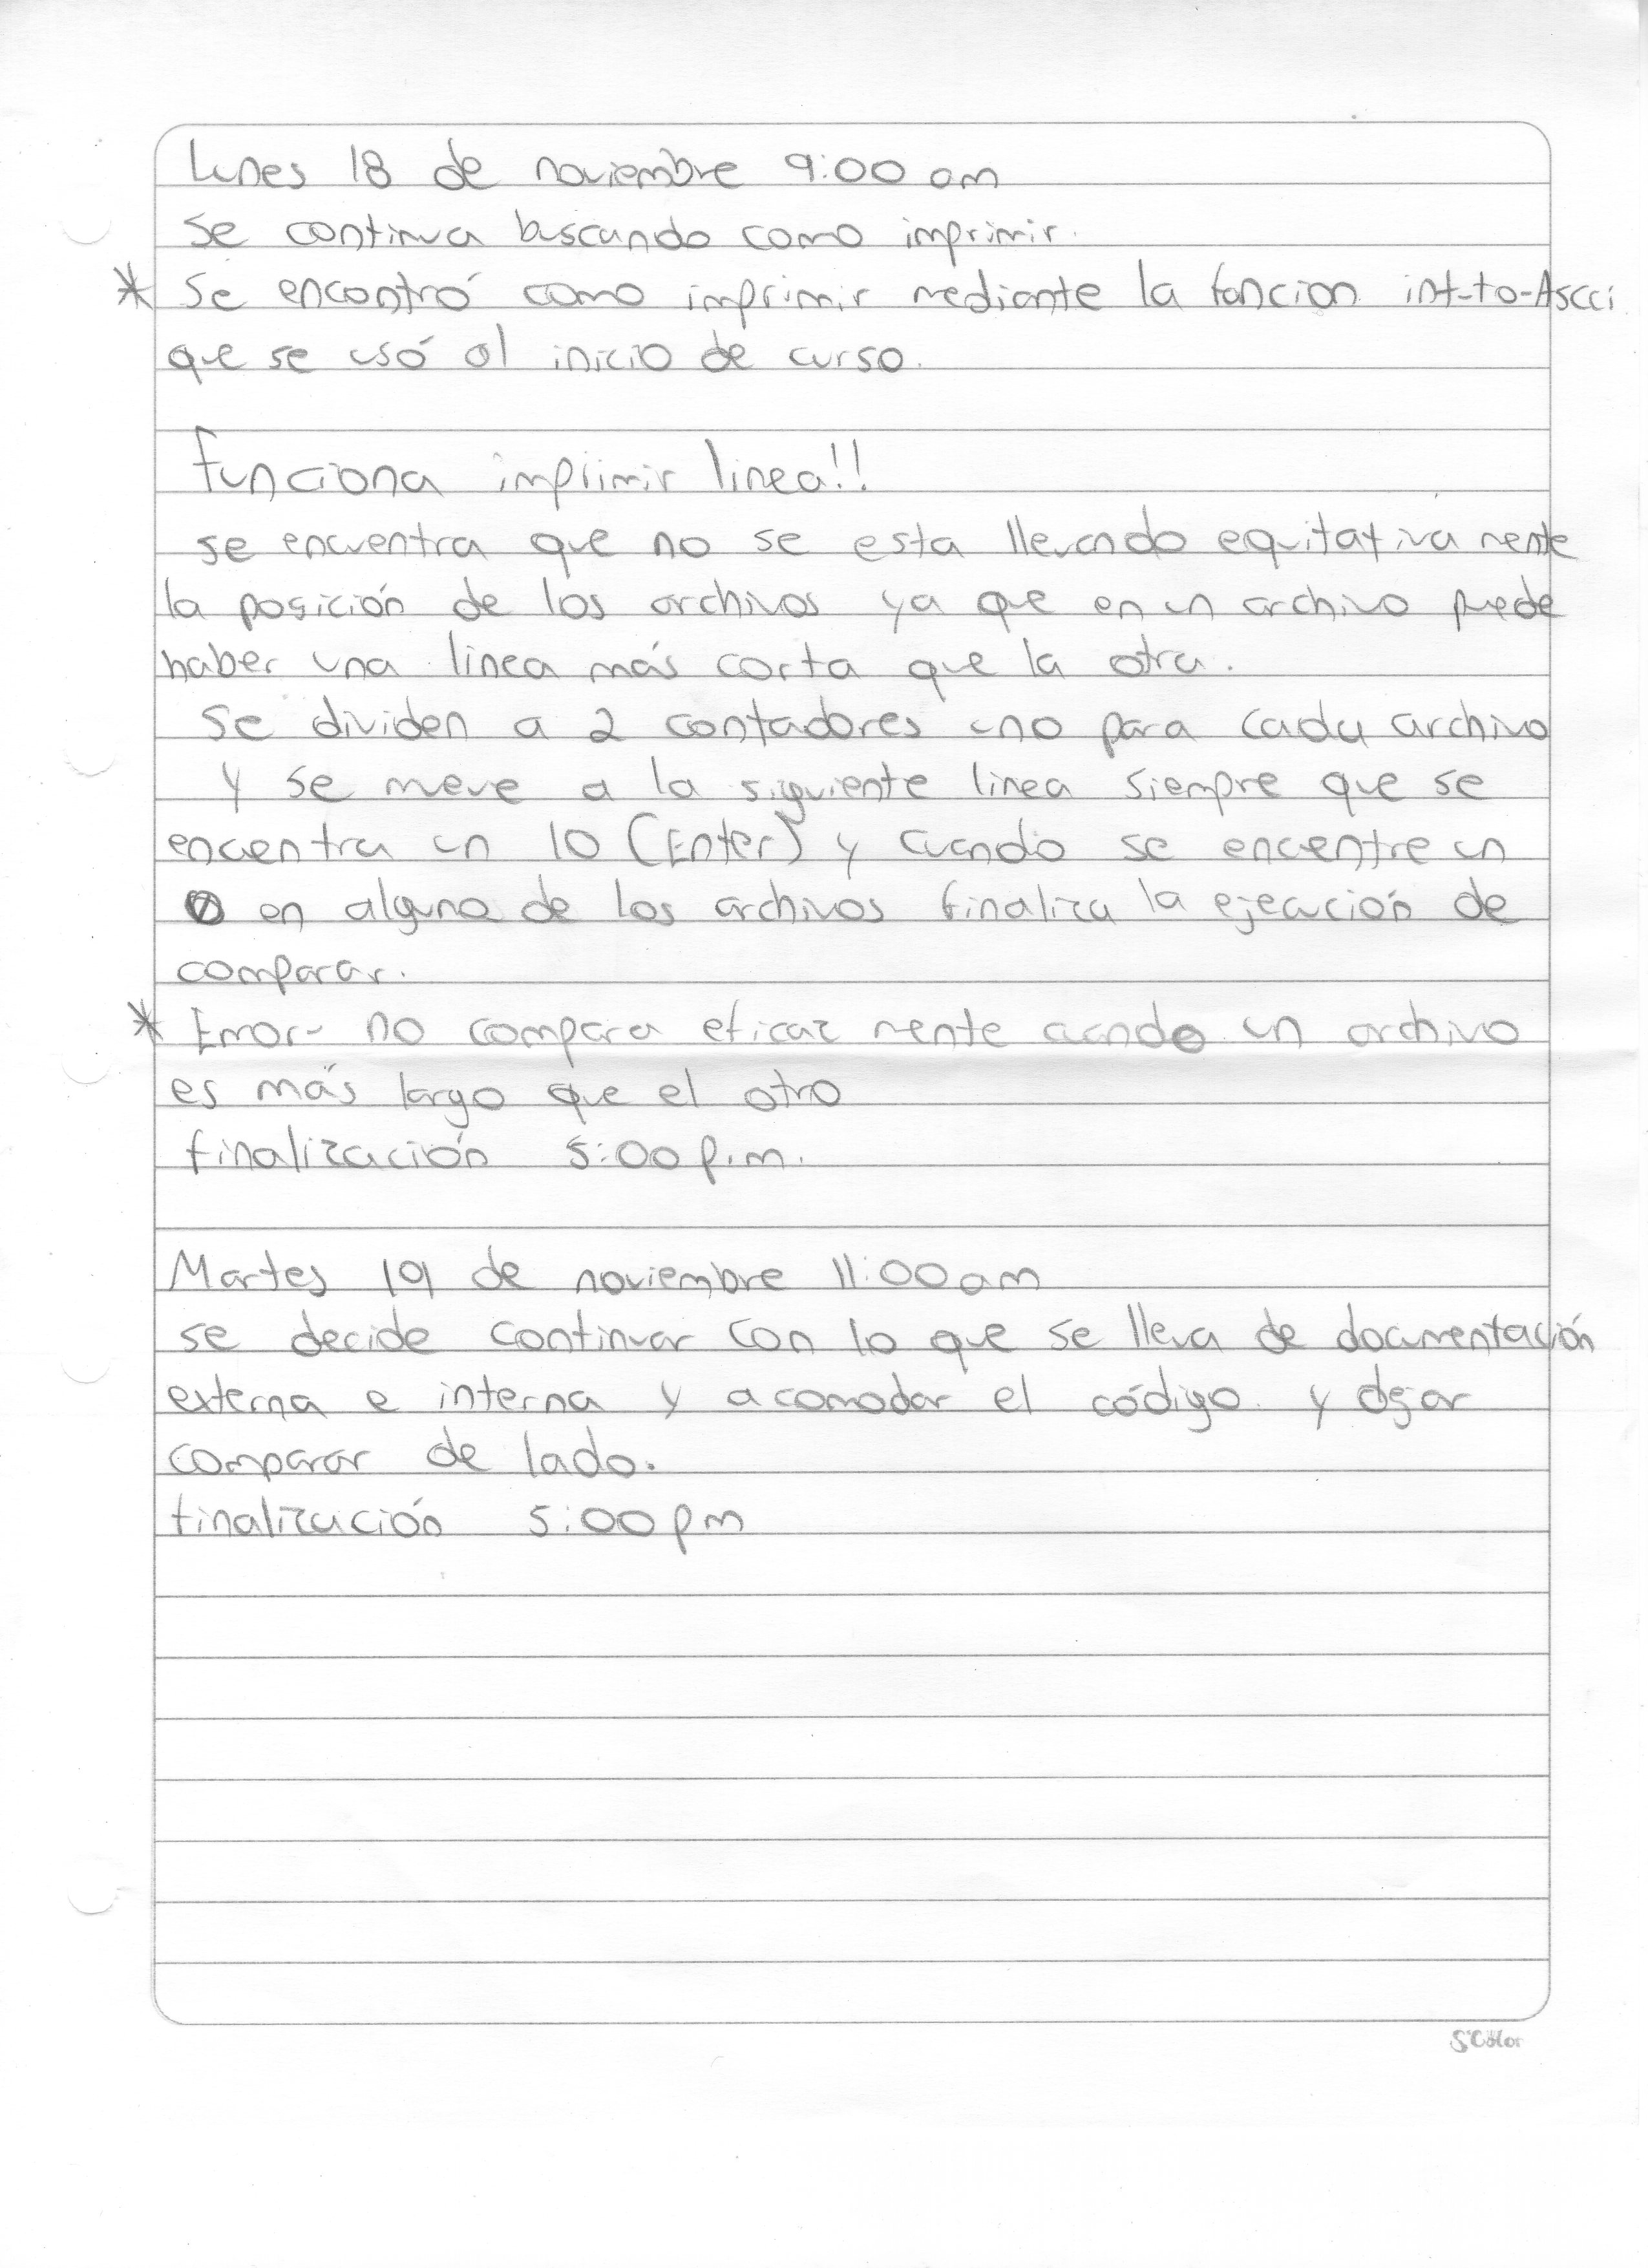 Lunes 18 de noviembre 9:00 am
se continua buscando como imprimir.
* Se encontró como imprimir mediante la funcion int-to-Ascci
que se usó al inicio de curso.
Funciona imprimir linea!!
se encuentra que no se esta llevando equitativa mente
la posición de los archivos ya que en un archivo puede
haber una linea más corta que la otra.
Se dividen a 2 contadores uno para cada archivo
y se meve a la siguiente linea siempre que se
encuentra un 10 (Enter) y cuando se encuentre un
0 en alguno de los archivos finaliza la ejecución de
comparar.
* Error- no compara eficaz mente cuando un archivo
es más largo que el otro
finalización 5:00 p.m.
Martes 19 de noviembre 11:00 am
se decide continuar con lo que se lleva de documentación
externa e interna y acomodar el código y dejar
comparar de lado.
finalización 5:00 pm